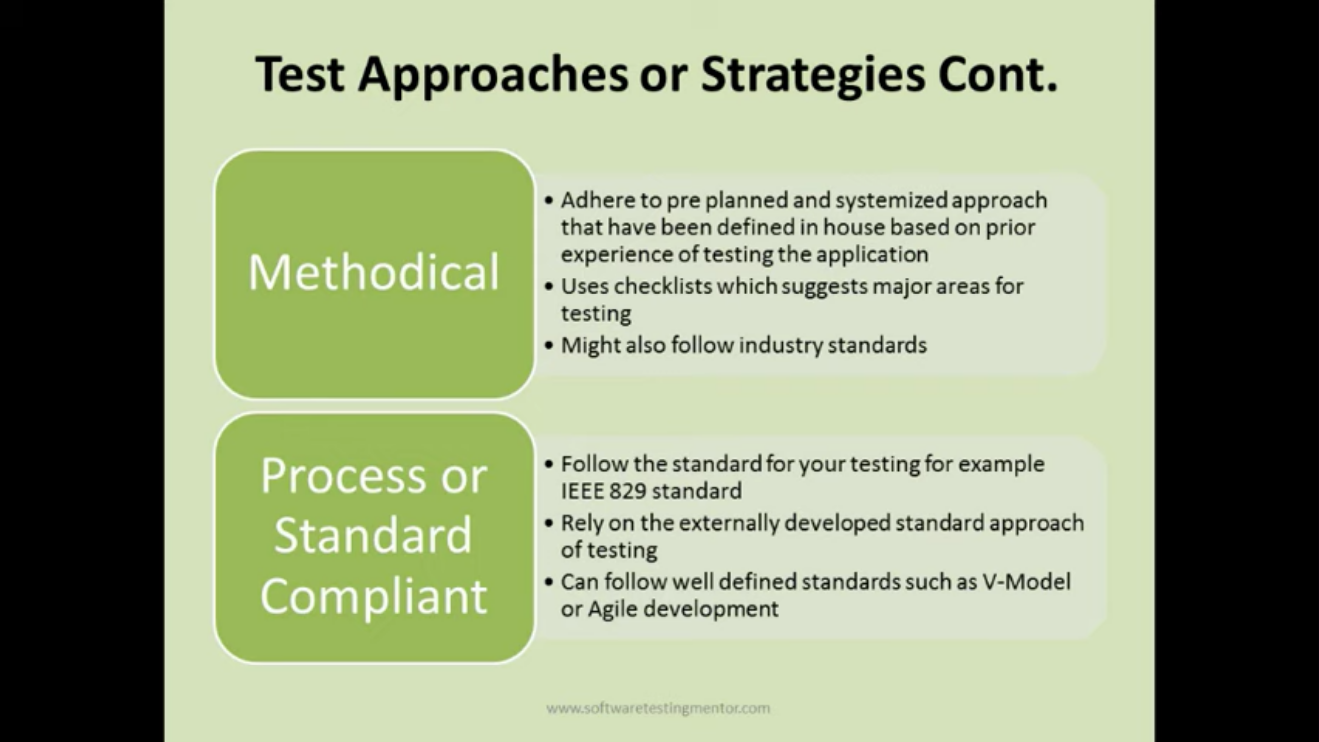 Test Approaches or Strategies Cont.
Methodical
• Adhere to pre planned and systemized approach
that have been defined in house based on prior
experience of testing the application
• Uses checklists which suggests major areas for
testing
• Might also follow industry standards
Process or
Standard
Compliant
• Follow the standard for your testing for example
IEEE 829 standard
• Rely on the externally developed standard approach
of testing
• Can follow well defined standards such as V-Model
or Agile development
www.softwaretestingmentor.com